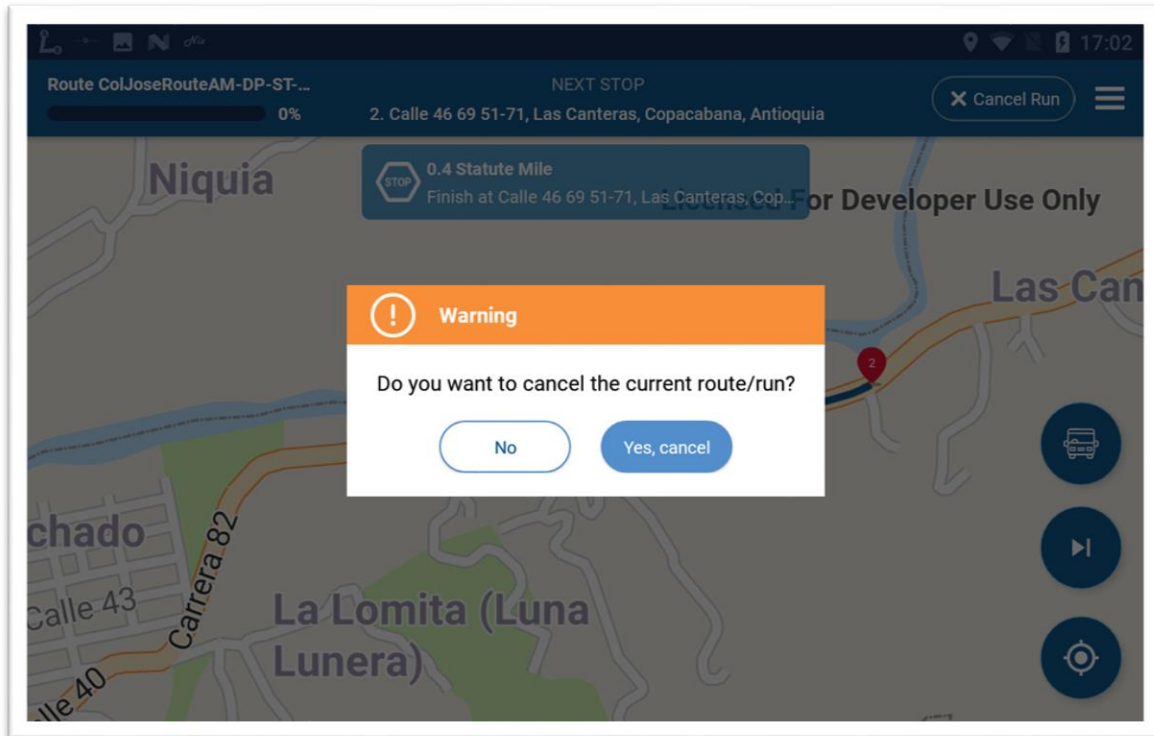 17:02
Route ColJoseRouteAM-DP-ST-...
0%
NEXT STOP
2. Calle 46 69 51-71, Las Canteras, Copacabana, Antioquia
Cancel Run
Niquia
STOP
0.4 Statute Mile
Finish at Calle 46 69 51-71, Las Canteras, Cop...
or Developer Use Only
Las Can
Warning
Do you want to cancel the current route/run?
No
Yes, cancel
2
chado
Carrera 82
Calle 43
La Lomita (Luna
Lunera)
lle 40